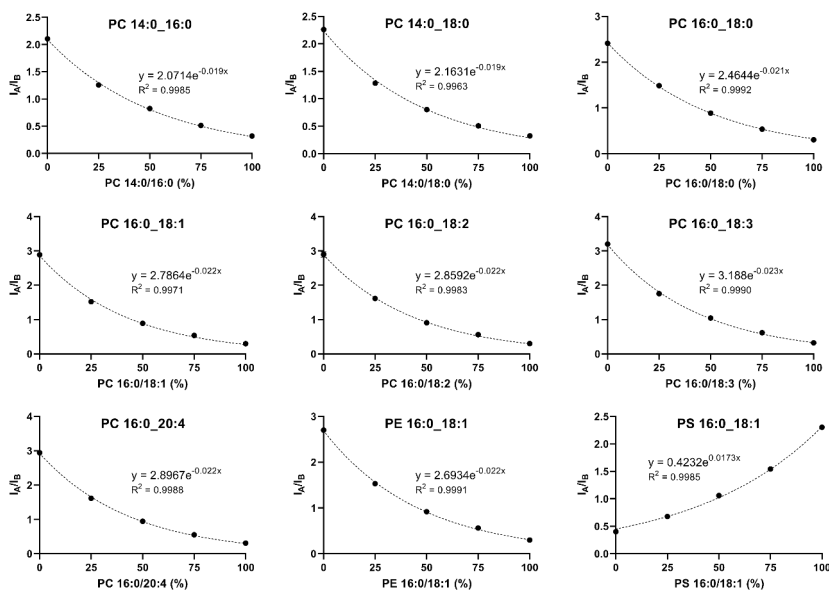 PC 14:0_16:0
2.5
2.0
1.5
1.0
0.5
0.0
I_A/I_B
y = 2.0714e^-0.019x
R² = 0.9985
0 25 50 75 100
PC 14:0/16:0 (%)
PC 14:0_18:0
2.5
2.0
1.5
1.0
0.5
0.0
I_A/I_B
y = 2.1631e^-0.019x
R² = 0.9963
0 25 50 75 100
PC 14:0/18:0 (%)
PC 16:0_18:0
3
2
1
0
I_A/I_B
y = 2.4644e^-0.021x
R² = 0.9992
0 25 50 75 100
PC 16:0/18:0 (%)
PC 16:0_18:1
4
3
2
1
0
I_A/I_B
y = 2.7864e^-0.022x
R² = 0.9971
0 25 50 75 100
PC 16:0/18:1 (%)
PC 16:0_18:2
4
3
2
1
0
I_A/I_B
y = 2.8592e^-0.022x
R² = 0.9983
0 25 50 75 100
PC 16:0/18:2 (%)
PC 16:0_18:3
4
3
2
1
0
I_A/I_B
y = 3.188e^-0.023x
R² = 0.9990
0 25 50 75 100
PC 16:0/18:3 (%)
PC 16:0_20:4
4
3
2
1
0
I_A/I_B
y = 2.8967e^-0.022x
R² = 0.9988
0 25 50 75 100
PC 16:0/20:4 (%)
PE 16:0_18:1
3
2
1
0
I_A/I_B
y = 2.6934e^-0.022x
R² = 0.9991
0 25 50 75 100
PE 16:0/18:1 (%)
PS 16:0_18:1
2.5
2.0
1.5
1.0
0.5
0.0
I_A/I_B
y = 0.4232e^0.0173x
R² = 0.9985
0 25 50 75 100
PS 16:0/18:1 (%)